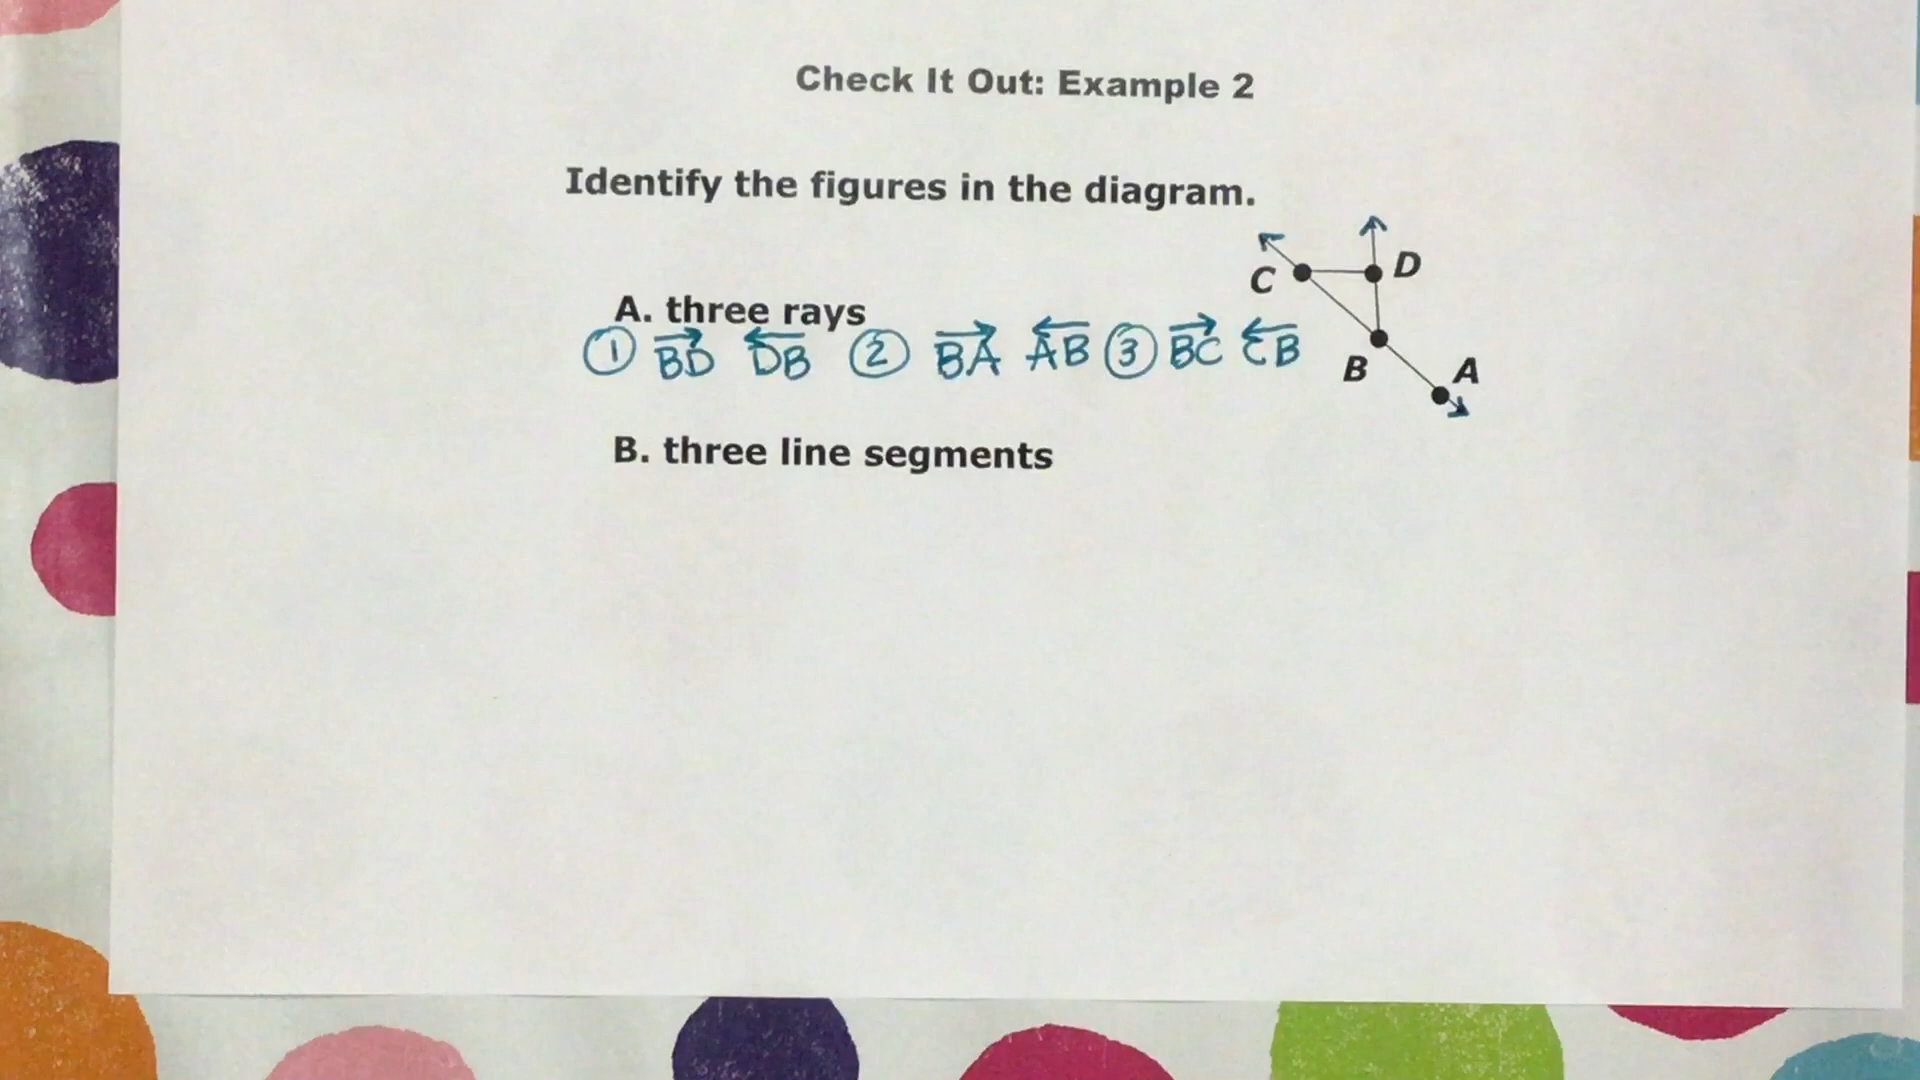 Check It Out: Example 2
Identify the figures in the diagram.
C
D
A. three rays
① BD DB ② BA AB ③ BC CB
B
A
B. three line segments